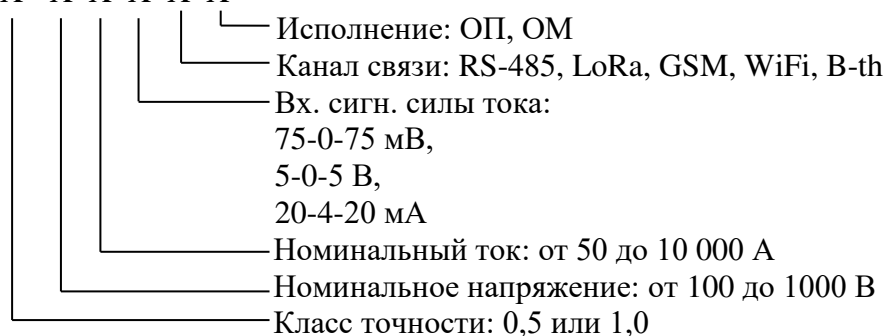 Исполнение: ОП, ОМ
Канал связи: RS-485, LoRa, GSM, WiFi, B-th
Вх. сигн. силы тока:
75-0-75 мВ,
5-0-5 В,
20-4-20 мА
Номинальный ток: от 50 до 10 000 А
Номинальное напряжение: от 100 до 1000 В
Класс точности: 0,5 или 1,0